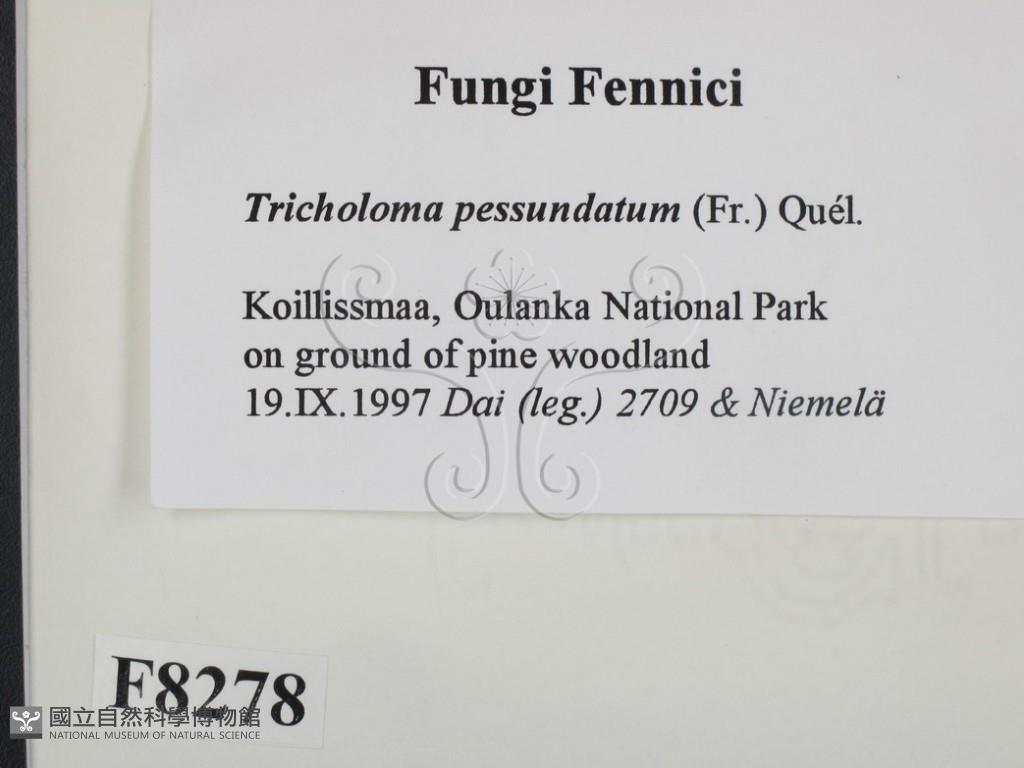 Fungi Fennici
Tricholoma pessundatum (Fr.) Quél.
Koillissmaa, Oulanka National Park
on ground of pine woodland
19.IX.1997 Dai (leg.) 2709 & Niemelä
F8278
國立自然科學博物館
NATIONAL MUSEUM OF NATURAL SCIENCE